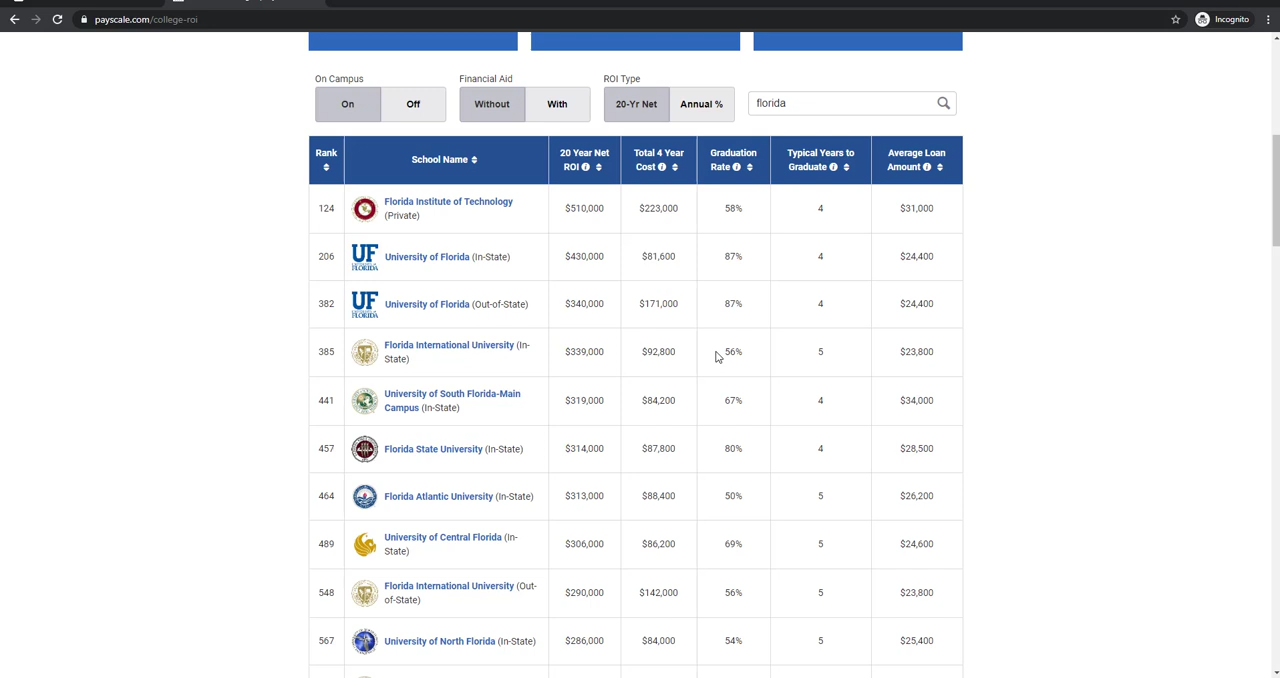 payscale.com/college-roi
Incognito
On Campus
Financial Aid
ROI Type
On
Off
Without
With
20-Yr Net
Annual %
florida
Rank
School Name
20 Year Net
ROI
Total 4 Year
Cost
Graduation
Rate
Typical Years to
Graduate
Average Loan
Amount
124
Florida Institute of Technology
(Private)
$510,000
$223,000
58%
4
$31,000
206
UF
FLORIDA
University of Florida (In-State)
$430,000
$81,600
87%
4
$24,400
382
UF
FLORIDA
University of Florida (Out-of-State)
$340,000
$171,000
87%
4
$24,400
385
Florida International University (In-
State)
$339,000
$92,800
56%
5
$23,800
441
University of South Florida-Main
Campus (In-State)
$319,000
$84,200
67%
4
$34,000
457
Florida State University (In-State)
$314,000
$87,800
80%
4
$28,500
464
Florida Atlantic University (In-State)
$313,000
$88,400
50%
5
$26,200
489
University of Central Florida (In-
State)
$306,000
$86,200
69%
5
$24,600
548
Florida International University (Out-
of-State)
$290,000
$142,000
56%
5
$23,800
567
University of North Florida (In-State)
$286,000
$84,000
54%
5
$25,400